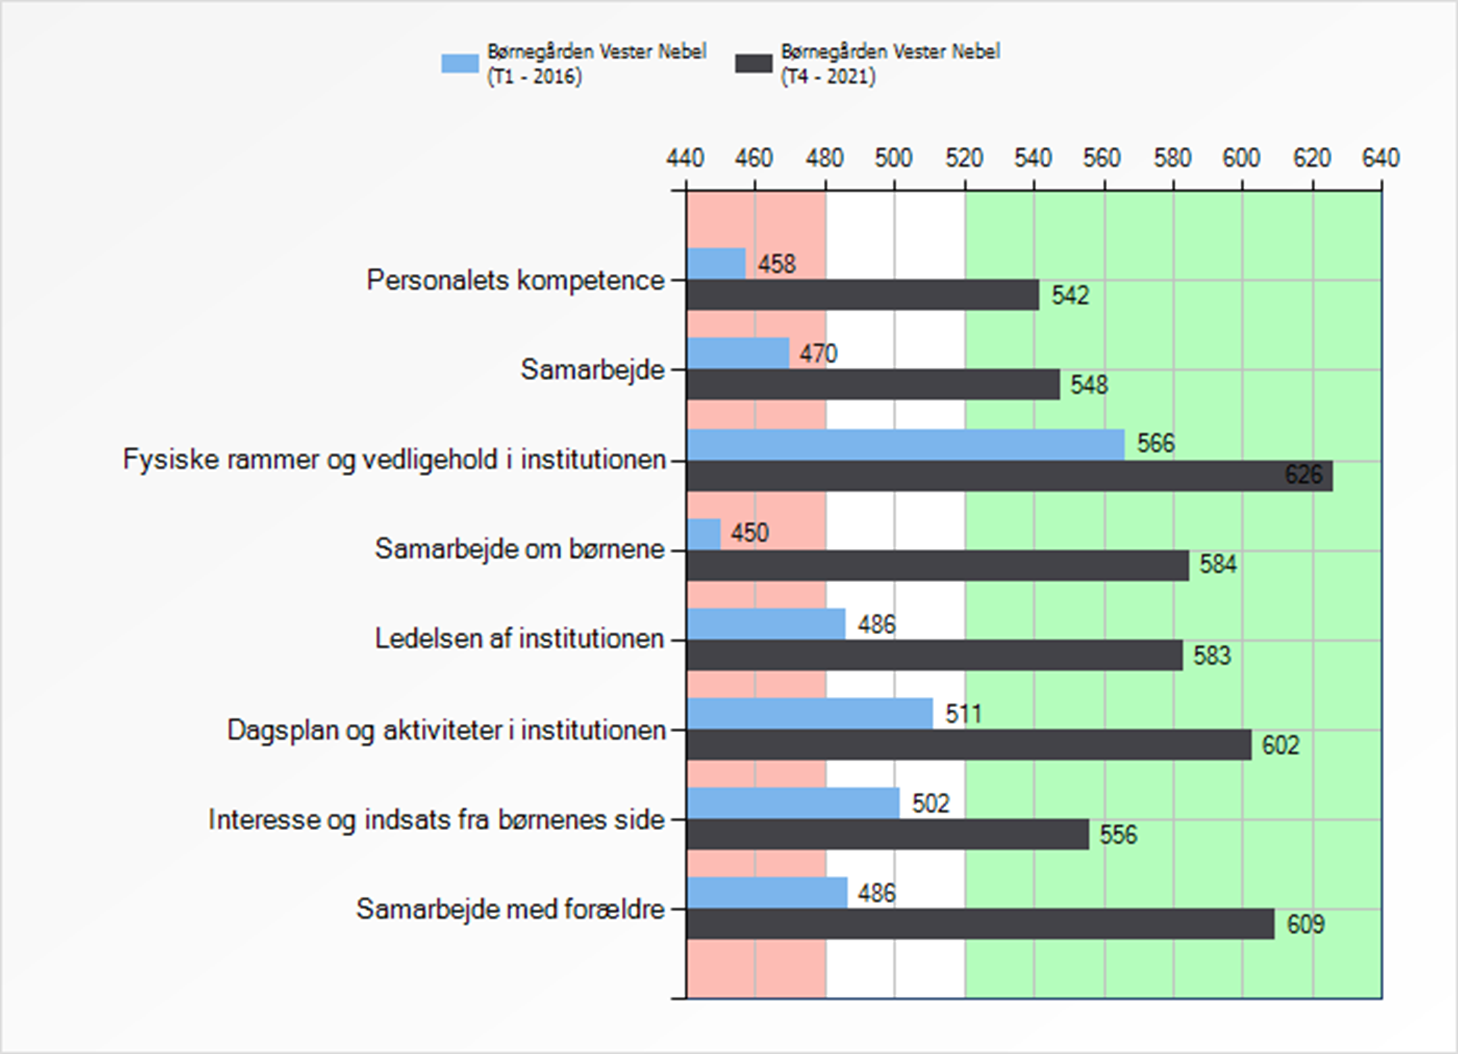 Børnegården Vester Nebel
(T1 - 2016)
Børnegården Vester Nebel
(T4 - 2021)
440 460 480 500 520 540 560 580 600 620 640
Personalets kompetence
458
542
Samarbejde
470
548
Fysiske rammer og vedligehold i institutionen
566
626
Samarbejde om børnene
450
584
Ledelsen af institutionen
486
583
Dagsplan og aktiviteter i institutionen
511
602
Interesse og indsats fra børnenes side
502
556
Samarbejde med forældre
486
609